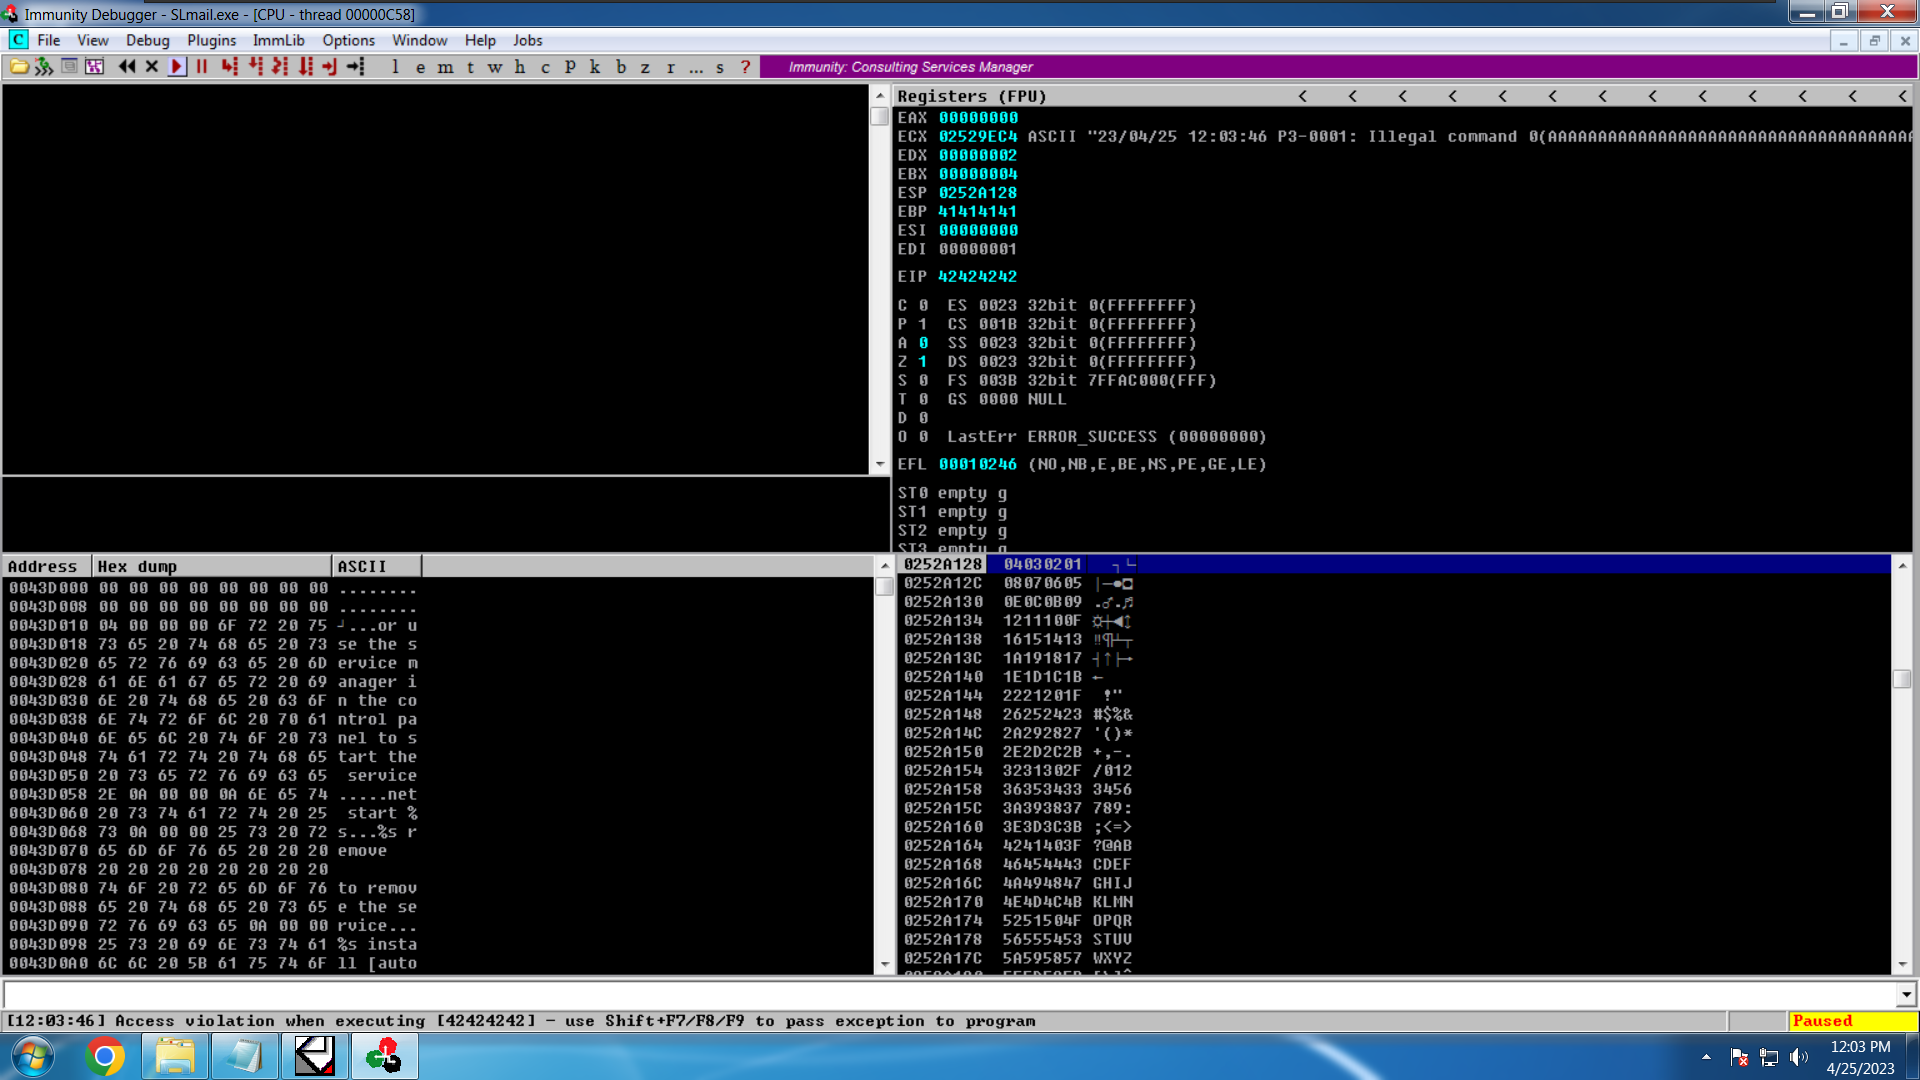 Immunity Debugger - SLmail.exe - [CPU - thread 00000C58]
C File View Debug Plugins ImmLib Options Window Help Jobs
l e m t w h c P k b z r ... s ? Immunity: Consulting Services Manager
Registers (FPU) < < < < < < < < < < < < <
EAX 00000000
ECX 02529EC4 ASCII "23/04/25 12:03:46 P3-0001: Illegal command 0(AAAAAAAAAAAAAAAAAAAAAAAAAAAAAAAAAAAA
EDX 00000002
EBX 00000004
ESP 0252A128
EBP 41414141
ESI 00000000
EDI 00000001
EIP 42424242
C 0 ES 0023 32bit 0(FFFFFFFF)
P 1 CS 001B 32bit 0(FFFFFFFF)
A 0 SS 0023 32bit 0(FFFFFFFF)
Z 1 DS 0023 32bit 0(FFFFFFFF)
S 0 FS 003B 32bit 7FFAC000(FFF)
T 0 GS 0000 NULL
D 0
O 0 LastErr ERROR_SUCCESS (00000000)
EFL 00010246 (NO,NB,E,BE,NS,PE,GE,LE)
ST0 empty g
ST1 empty g
ST2 empty g
ST3 empty g
Address Hex dump ASCII
0043D000 00 00 00 00 00 00 00 00 ........
0043D008 00 00 00 00 00 00 00 00 ........
0043D010 04 00 00 00 6F 72 20 75 ┘...or u
0043D018 73 65 20 74 68 65 20 73 se the s
0043D020 65 72 76 69 63 65 20 6D ervice m
0043D028 61 6E 61 67 65 72 20 69 anager i
0043D030 6E 20 74 68 65 20 63 6F n the co
0043D038 6E 74 72 6F 6C 20 70 61 ntrol pa
0043D040 6E 65 6C 20 74 6F 20 73 nel to s
0043D048 74 61 72 74 20 74 68 65 tart the
0043D050 20 73 65 72 76 69 63 65 service
0043D058 2E 0A 00 00 0A 6E 65 74 .....net
0043D060 20 73 74 61 72 74 20 25 start %
0043D068 73 0A 00 00 25 73 20 72 s...%s r
0043D070 65 6D 6F 76 65 20 20 20 emove
0043D078 20 20 20 20 20 20 20 20
0043D080 74 6F 20 72 65 6D 6F 76 to remov
0043D088 65 20 74 68 65 20 73 65 e the se
0043D090 72 76 69 63 65 0A 00 00 rvice...
0043D098 25 73 20 69 6E 73 74 61 %s insta
0043D0A0 6C 6C 20 5B 61 75 74 6F ll [auto
0252A128 04030201 ┐└
0252A12C 08070605 |─●◘
0252A130 0E0C0B09 .♂.♬
0252A134 1211100F ☼┼◄↕
0252A138 16151413 ‼¶┴┬
0252A13C 1A191817 ┤↑├→
0252A140 1E1D1C1B ←
0252A144 2221201F !"
0252A148 26252423 #$%&
0252A14C 2A292827 '()*
0252A150 2E2D2C2B +,-.
0252A154 3231302F /012
0252A158 36353433 3456
0252A15C 3A393837 789:
0252A160 3E3D3C3B ;<=>
0252A164 4241403F ?@AB
0252A168 46454443 CDEF
0252A16C 4A494847 GHIJ
0252A170 4E4D4C4B KLMN
0252A174 5251504F OPQR
0252A178 56555453 STUV
0252A17C 5A595857 WXYZ
[12:03:46] Access violation when executing [42424242] - use Shift+F7/F8/F9 to pass exception to program Paused
12:03 PM
4/25/2023